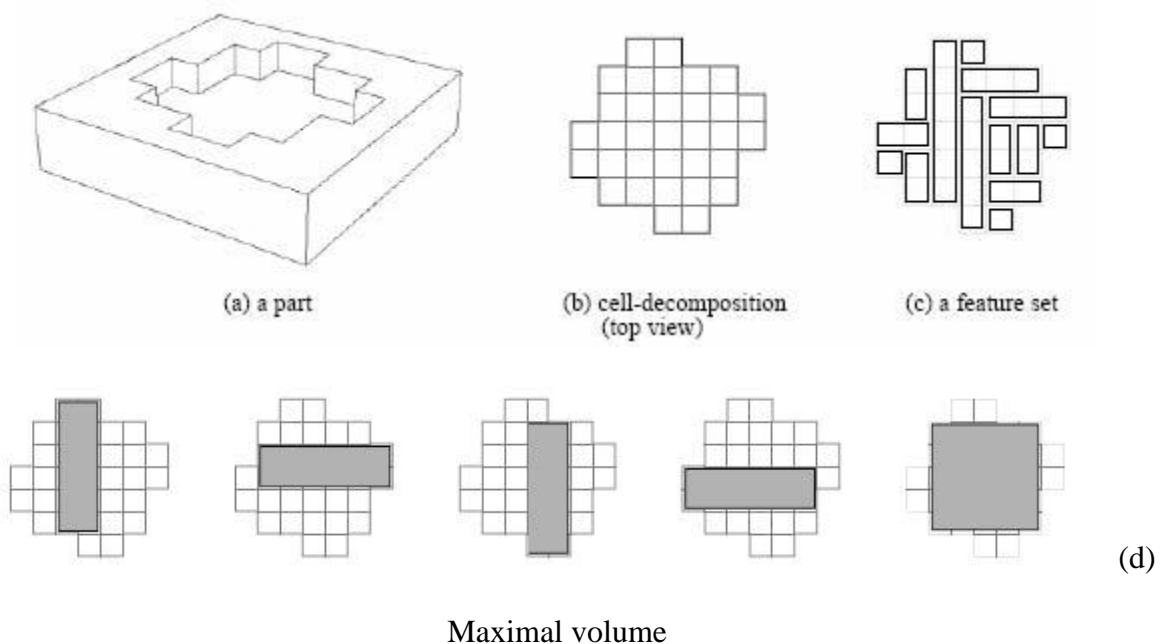 (a) a part
(b) cell-decomposition
(top view)
(c) a feature set
(d)
Maximal volume